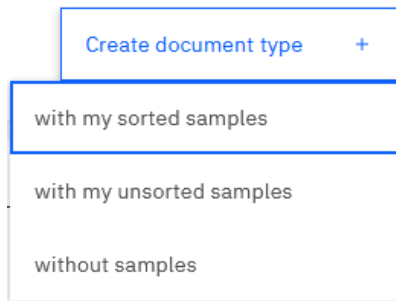 Create document type +
with my sorted samples
with my unsorted samples
without samples